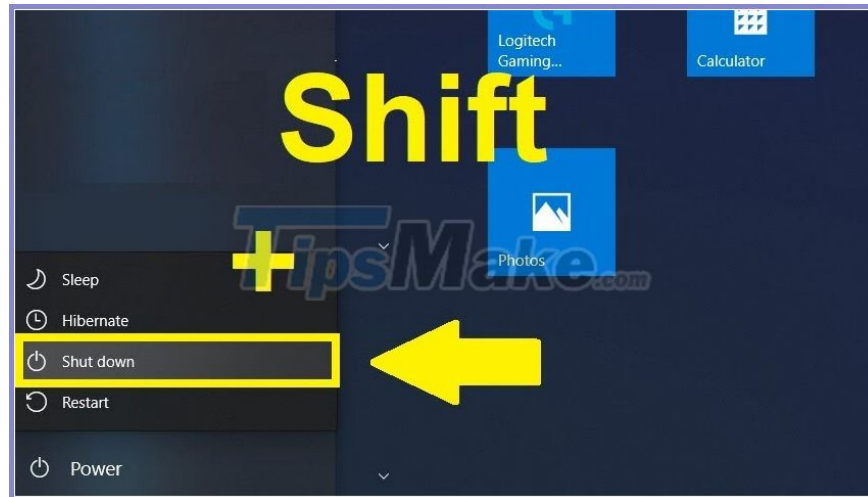 Logitech
Gaming...
Calculator
Shift
+
Photos
TipsMake.com
Sleep
Hibernate
Shut down
Restart
Power